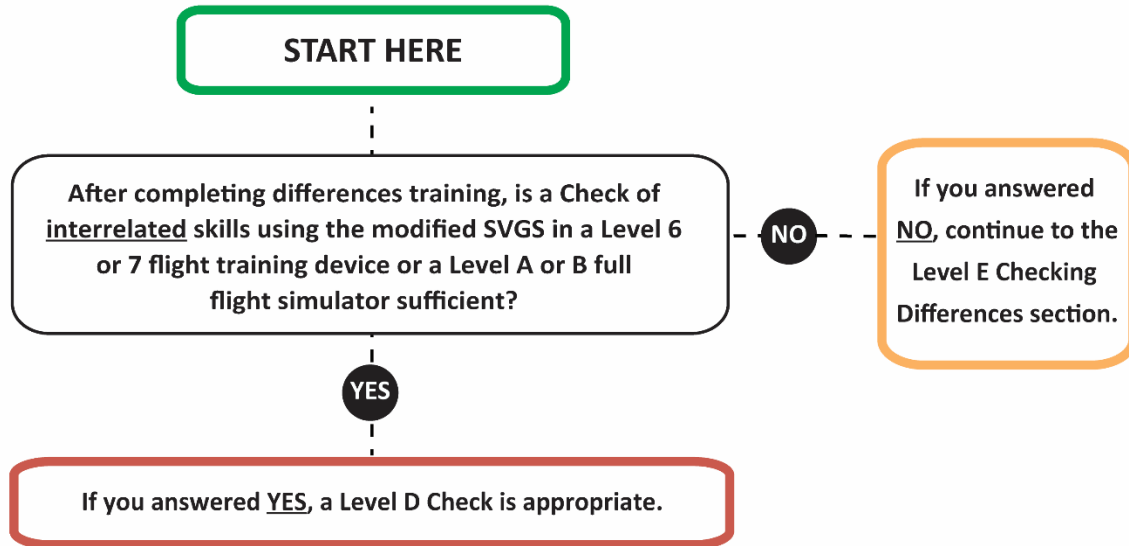 START HERE
After completing differences training, is a Check of
interrelated skills using the modified SVGS in a Level 6
or 7 flight training device or a Level A or B full
flight simulator sufficient?
NO
If you answered
NO, continue to the
Level E Checking
Differences section.
YES
If you answered YES, a Level D Check is appropriate.